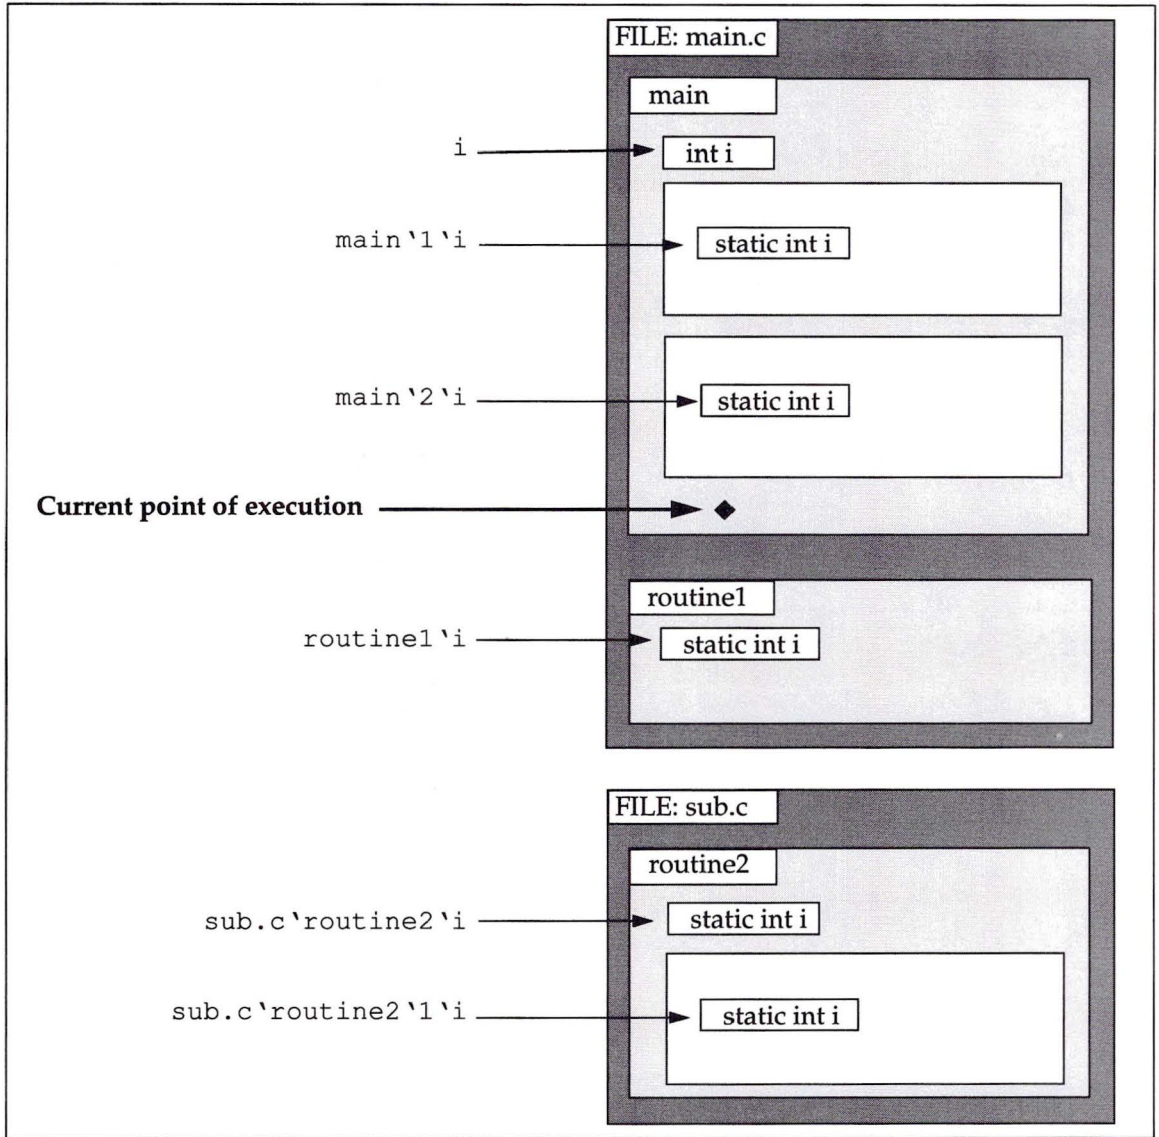 FILE: main.c
main
i
int i
main‵1‵i
static int i
main‵2‵i
static int i
Current point of execution
routine1
routine1‵i
static int i
FILE: sub.c
routine2
sub.c‵routine2‵i
static int i
sub.c‵routine2‵1‵i
static int i